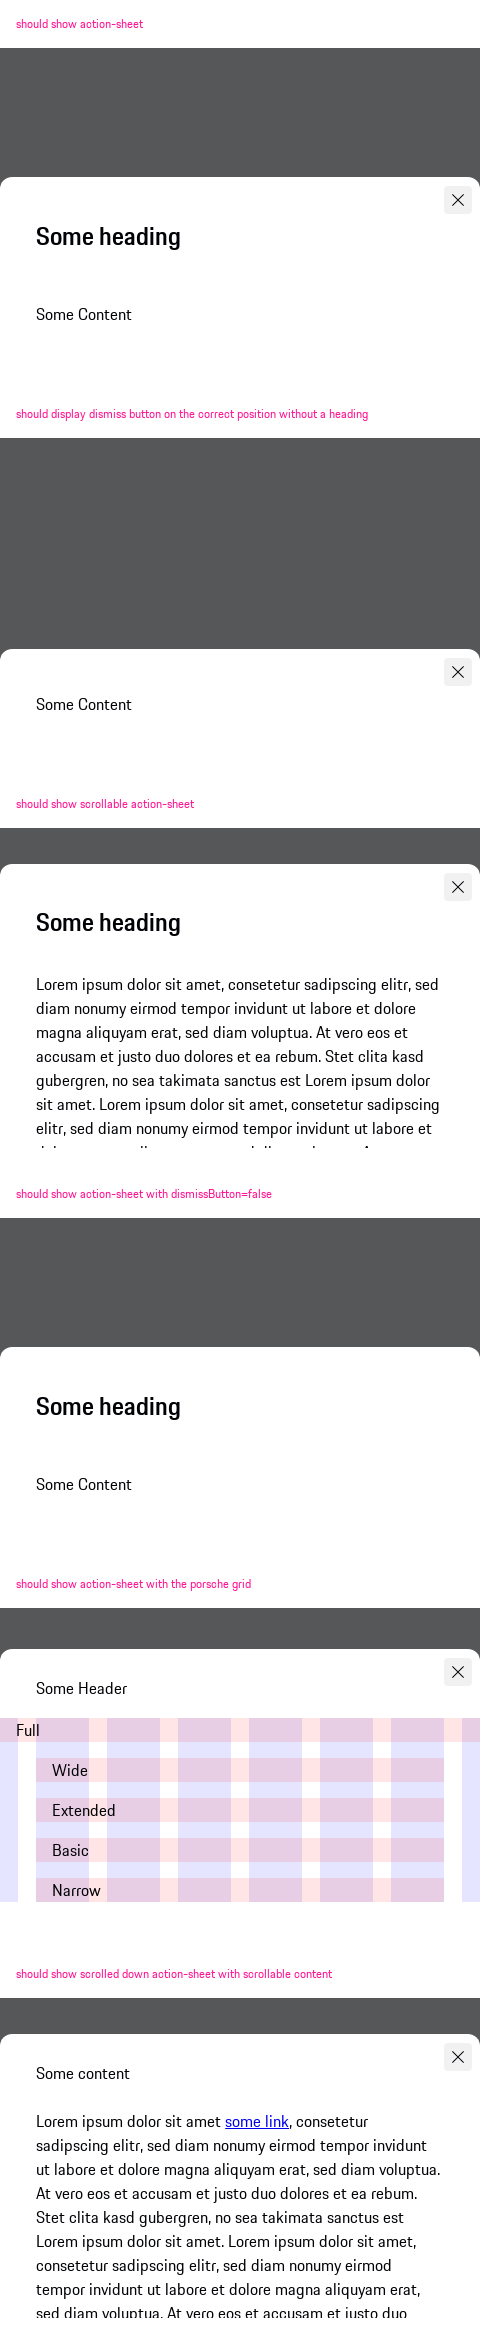 should show action-sheet
Some heading
Some Content
should display dismiss button on the correct position without a heading
Some Content
should show scrollable action-sheet
Some heading
Lorem ipsum dolor sit amet, consetetur sadipscing elitr, sed
diam nonumy eirmod tempor invidunt ut labore et dolore
magna aliquyam erat, sed diam voluptua. At vero eos et
accusam et justo duo dolores et ea rebum. Stet clita kasd
gubergren, no sea takimata sanctus est Lorem ipsum dolor
sit amet. Lorem ipsum dolor sit amet, consetetur sadipscing
elitr, sed diam nonumy eirmod tempor invidunt ut labore et
should show action-sheet with dismissButton=false
Some heading
Some Content
should show action-sheet with the porsche grid
Some Header
Full
Wide
Extended
Basic
Narrow
should show scrolled down action-sheet with scrollable content
Some content
Lorem ipsum dolor sit amet some link, consetetur
sadipscing elitr, sed diam nonumy eirmod tempor invidunt
ut labore et dolore magna aliquyam erat, sed diam voluptua.
At vero eos et accusam et justo duo dolores et ea rebum.
Stet clita kasd gubergren, no sea takimata sanctus est
Lorem ipsum dolor sit amet. Lorem ipsum dolor sit amet,
consetetur sadipscing elitr, sed diam nonumy eirmod
tempor invidunt ut labore et dolore magna aliquyam erat,
sed diam voluptua. At vero eos et accusam et justo duo